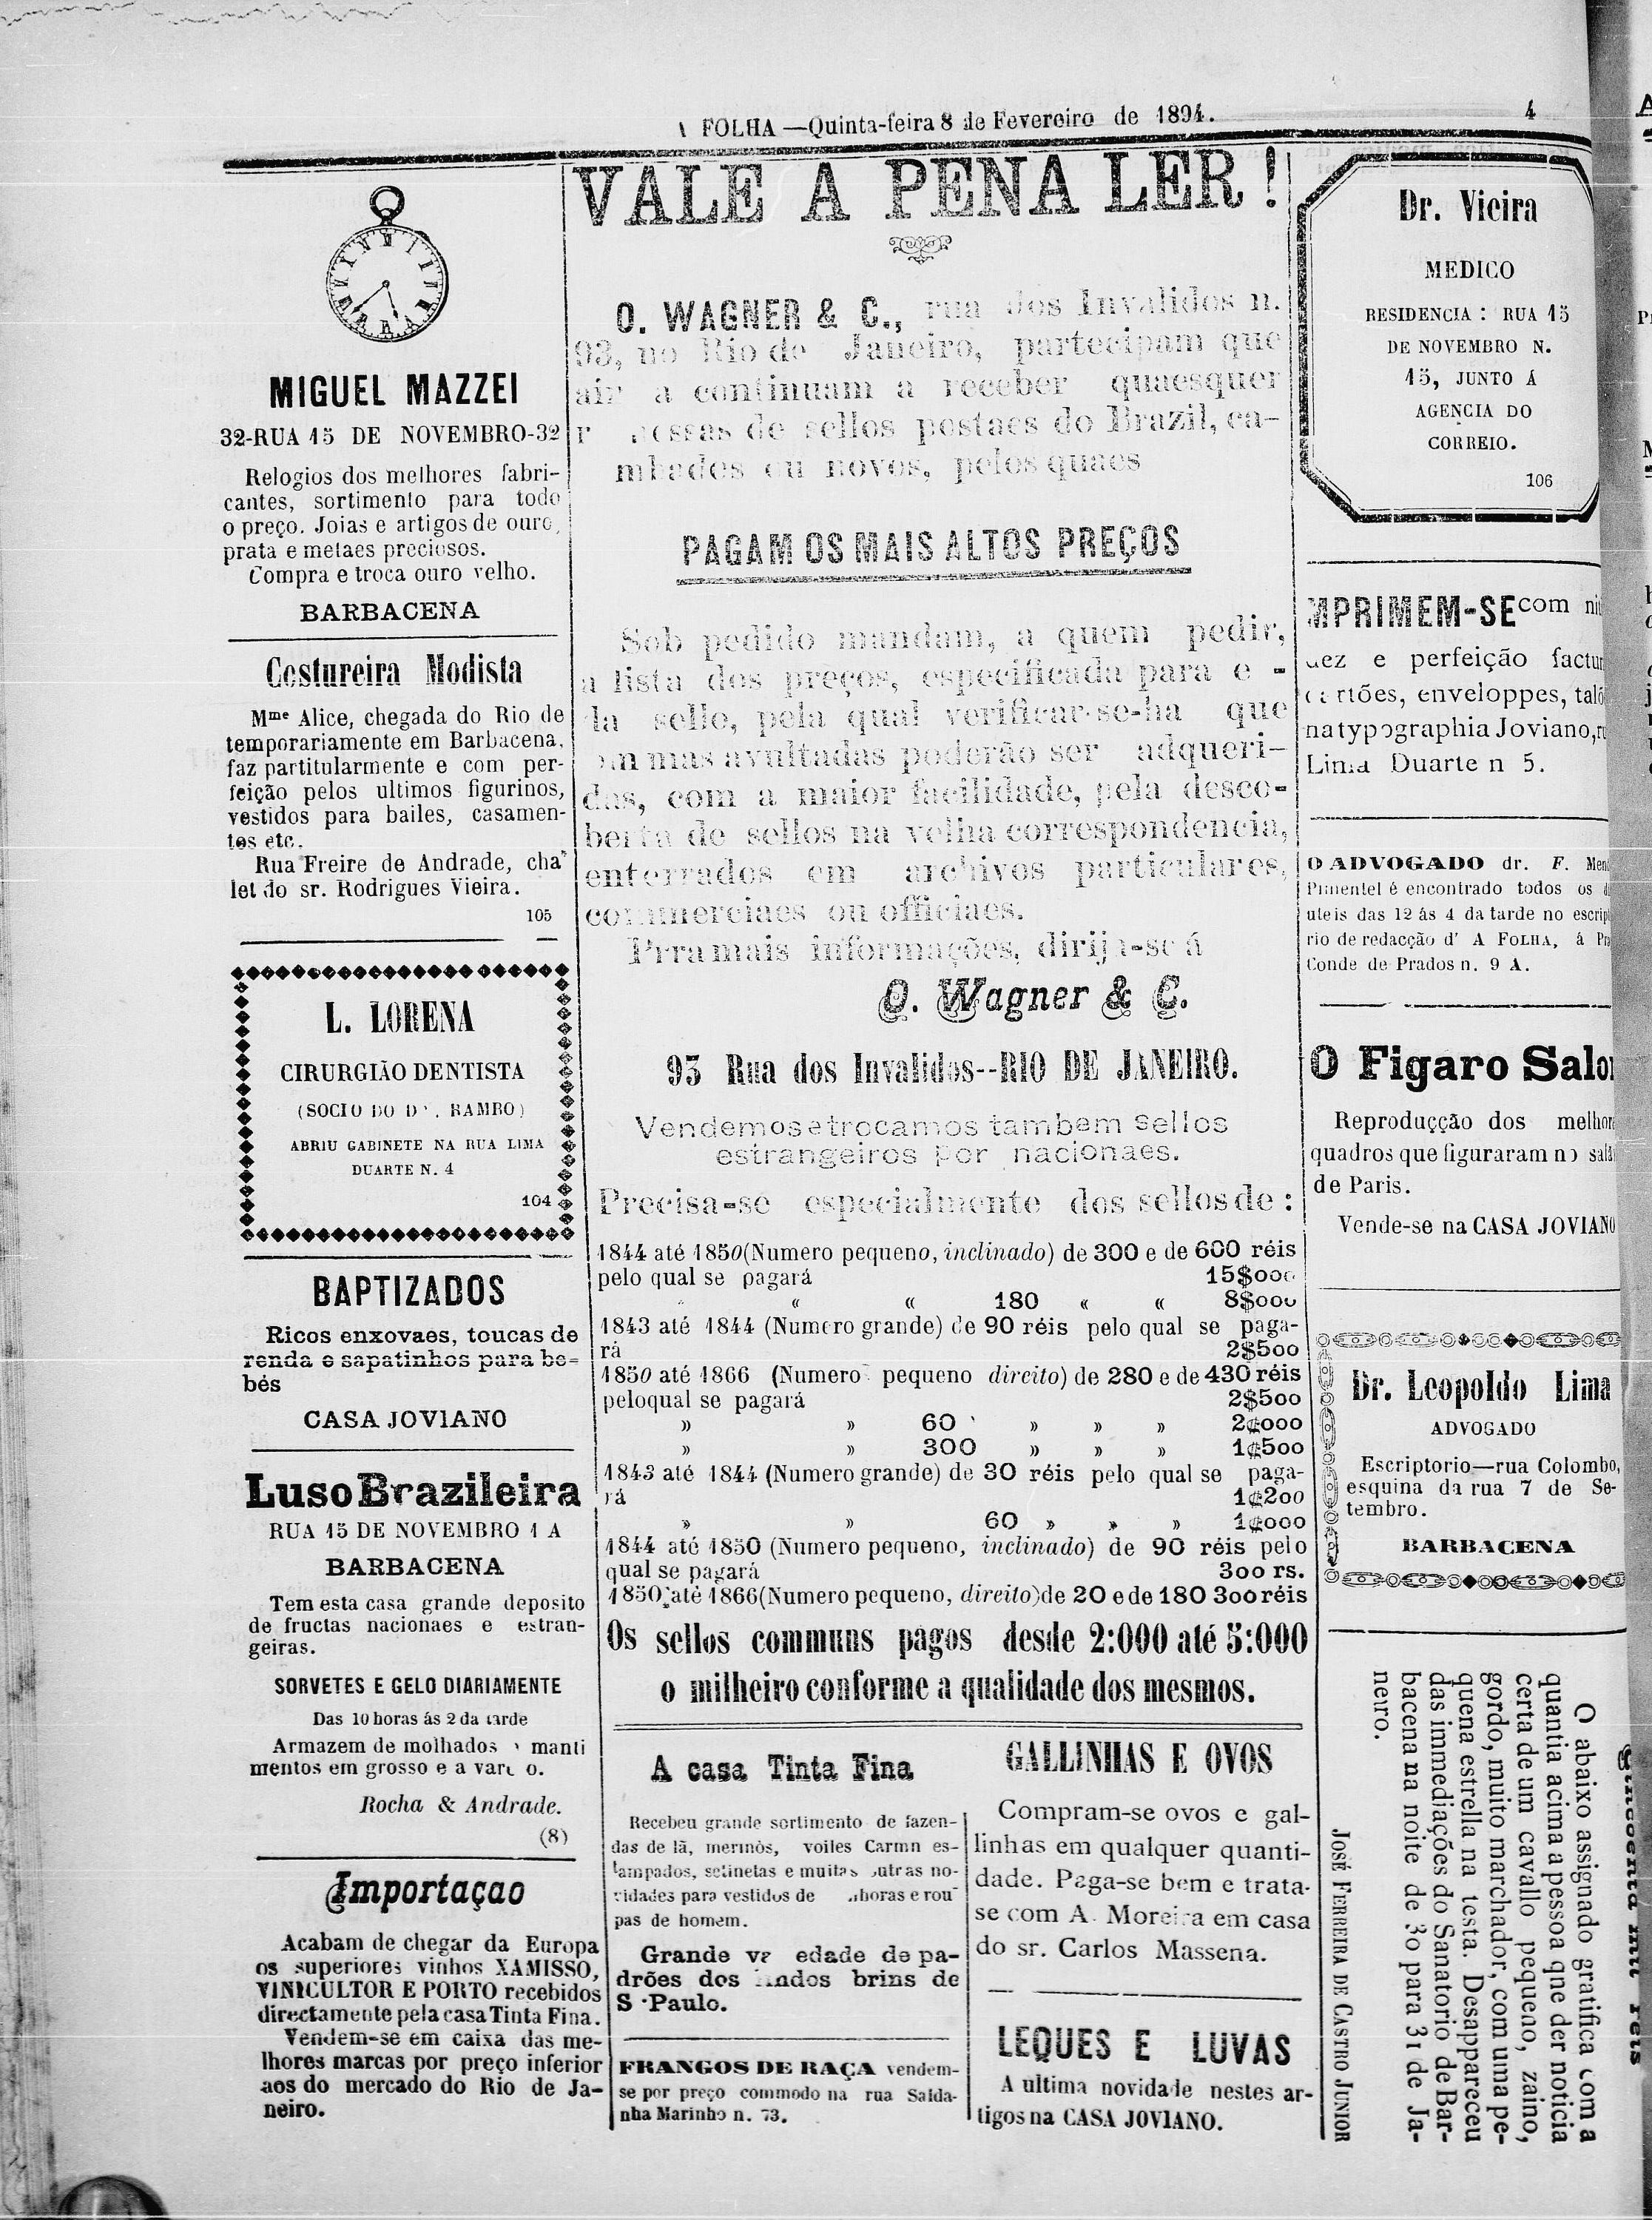 A FOLHA —Quinta-feira 8 de Fevereiro de 1894.
4
MIGUEL MAZZEI
32-RUA 15 DE NOVEMBRO-32
Relogios dos melhores fabri-
cantes, sortimento para todo
o preço. Joias e artigos de ouro,
prata e metaes preciosos.
Compra e troca ouro velho.
BARBACENA
Costureira Modista
Mme Alice, chegada do Rio de
temporariamente em Barbacena,
faz partitularmente e com per-
feição pelos ultimos figurinos,
vestidos para bailes, casamen-
tos etc.
Rua Freire de Andrade, cha
let do sr. Rodrigues Vieira.
105
L. LORENA
CIRURGIÃO DENTISTA
(SOCIO DO D. RAMBO)
ABRIU GABINETE NA RUA LIMA
DUARTE N. 4
104
BAPTIZADOS
Ricos enxovaes, toucas de
renda e sapatinhos para be-
bés
CASA JOVIANO
Luso Brazileira
RUA 15 DE NOVEMBRO 1 A
BARBACENA
Tem esta casa grande deposito
de fructas nacionaes e estran-
geiras.
SORVETES E GELO DIARIAMENTE
Das 10 horas ás 2 da tarde
Armazem de molhados manti
mentos em grosso e a varejo.
Rocha & Andrade.
(8)
Importaçao
Acabam de chegar da Europa
os superiores vinhos XAMISSO,
VINICULTOR E PORTO recebidos
directamente pela casa Tinta Fina.
Vendem-se em caixa das me-
lhores marcas por preço inferior
aos do mercado do Rio de Ja-
neiro.
VALE A PENA LER!
O. WAGNER & C., rua dos Invalidos n.
93, no Rio de Janeiro, partecipam que
a continuam a receber quaesquer
de sellos postaes do Brazil, ca-
rimbados ou novos, pelos quaes
PAGAM OS MAIS ALTOS PREÇOS
Sob pedido mandam, a quem pedir,
a lista dos preços, especificada para c -
da sello, pela qual verificar-se-ha que
mas avultadas poderão ser adqueri-
das, com a maior facilidade, pela desco-
berta de sellos na velha correspondencia,
enterrados em archivos particulares,
commerciaes ou officiaes.
Prra mais informações, dirija-se á
O. Wagner & C.
93 Rua dos Invalidos--RIO DE JANEIRO.
Vendemos e trocamos tambem sellos
estrangeiros por nacionaes.
Precisa-se especialmente dos sellos de:
1844 até 1850 (Numero pequeno, inclinado) de 300 e de 600 réis
pelo qual se pagará 15$000
« « 180 « « 8$000
1843 até 1844 (Numero grande) de 90 réis pelo qual se paga-
rá 2$500
1850 até 1866 (Numero pequeno direito) de 280 e de 430 réis
pelo qual se pagará 2$500
» » 60 » » » 2$000
» » 300 » » » 1$500
1843 até 1844 (Numero grande) de 30 réis pelo qual se paga-
rá 1$200
» » 60 » » » 1$000
1844 até 1850 (Numero pequeno, inclinado) de 90 réis pelo
qual se pagará 300 rs.
1850 até 1866 (Numero pequeno, direito) de 20 e de 180 300 réis
Os sellos communs pagos desde 2:000 até 5:000
o milheiro conforme a qualidade dos mesmos.
A casa Tinta Fina
Recebeu grande sortimento de fazen-
das de lã, merinòs, voiles Carmn es-
tampados, setinetas e muitas outras no-
vidades para vestidos de e rou
pas de homem.
Grande va edade de pa-
drões dos lindos brins de
S. Paulo.
FRANGOS DE RAÇA vendem-
se por preço commodo na rua Salda-
nha Marinho n. 73.
GALLINHAS E OVOS
Compram-se ovos e gal-
linhas em qualquer quanti-
dade. Paga-se bem e trata-
se com A. Moreira em casa
do sr. Carlos Massena.
LEQUES E LUVAS
A ultima novidade nestes ar-
tigos na CASA JOVIANO.
Dr. Vieira
MEDICO
RESIDENCIA: RUA 15
DE NOVEMBRO N.
15, JUNTO Á
AGENCIA DO
CORREIO.
106
MPRIMEM-SE com ni
dez e perfeição factur
cartões, enveloppes, taló
na typographia Joviano, ru
Lima Duarte n 5.
O ADVOGADO dr. F. Men
Pimentel é encontrado todos os d
uteis das 12 ás 4 da tarde no escrip
rio de redacção d' A FOLHA, á Pra
Conde de Prados n. 9 A.
O Figaro Salon
Reproducção dos melhor
quadros que figuraram no salã
de Paris.
Vende-se na CASA JOVIANO
Dr. Leopoldo Lima
ADVOGADO
Escriptorio—rua Colombo,
esquina da rua 7 de Se-
tembro.
BARBACENA
Cincoenta mil reis
O abaixo assignado gratifica com a
quantia acima a pessoa que der noticia
certa de um cavallo pequeno, zaino,
gordo, muito marchador, com uma pe-
quena estrella na testa. Desappareceu
das immediações do Sanatorio de Bar-
bacena na noite de 30 para 31 de Ja-
neiro.
JOSÉ FERREIRA DE CASTRO JUNIOR